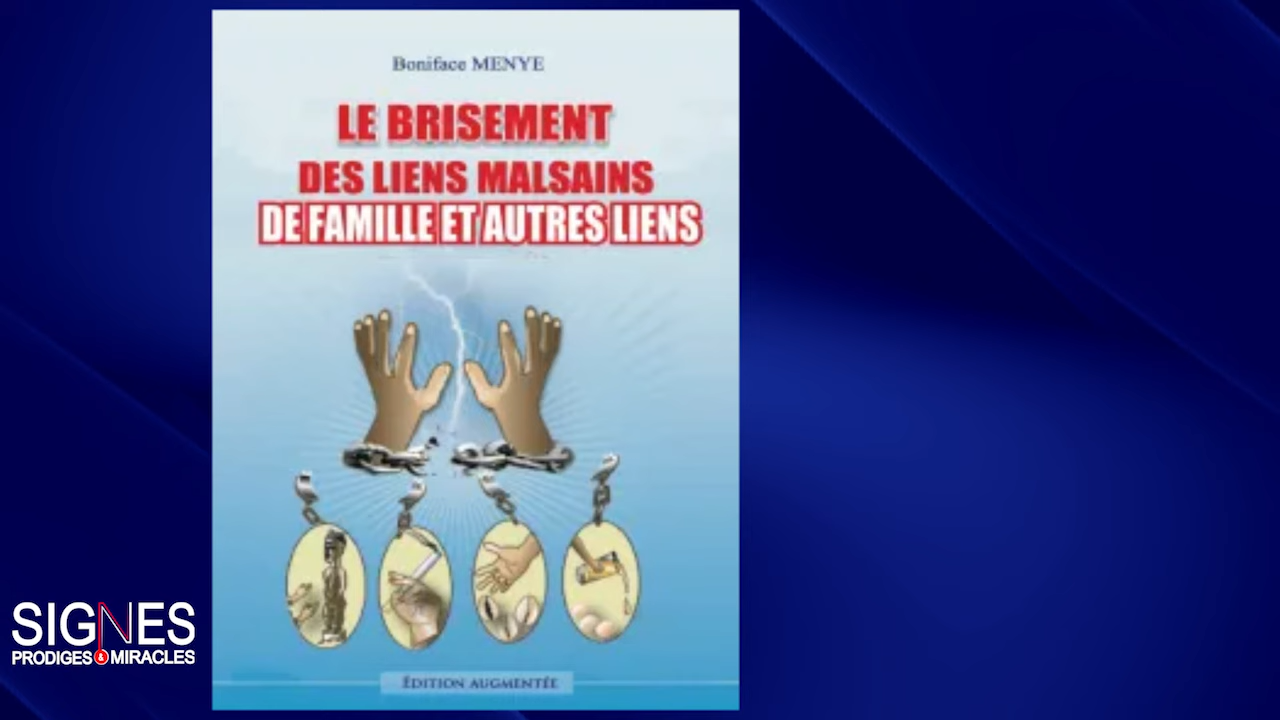 Boniface MENYE
LE BRISEMENT
DES LIENS MALSAINS
DE FAMILLE ET AUTRES LIENS
ÉDITION AUGMENTÉE
SIGNES
PRODIGES & MIRACLES